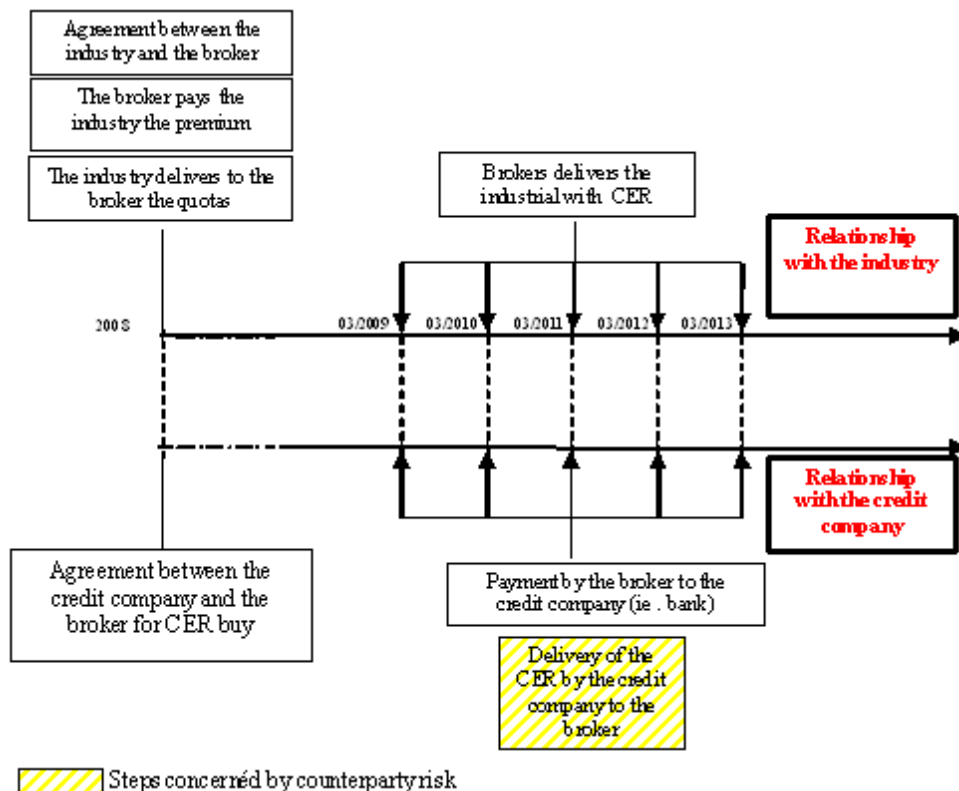 Agreement between the
industry and the broker
The broker pays the
industry the premium
The industry delivers to the
broker the quotas
Brokers delivers the
industrial with CER
Relationship
with the industry
2008
03/2009
03/2010
03/2011
03/2012
03/2013
Relationship
with the credit
company
Agreement between the
credit company and the
broker for CER buy
Payment by the broker to the
credit company (ie . bank)
Delivery of the
CER by the credit
company to the
broker
Steps concernéd by counterparty risk